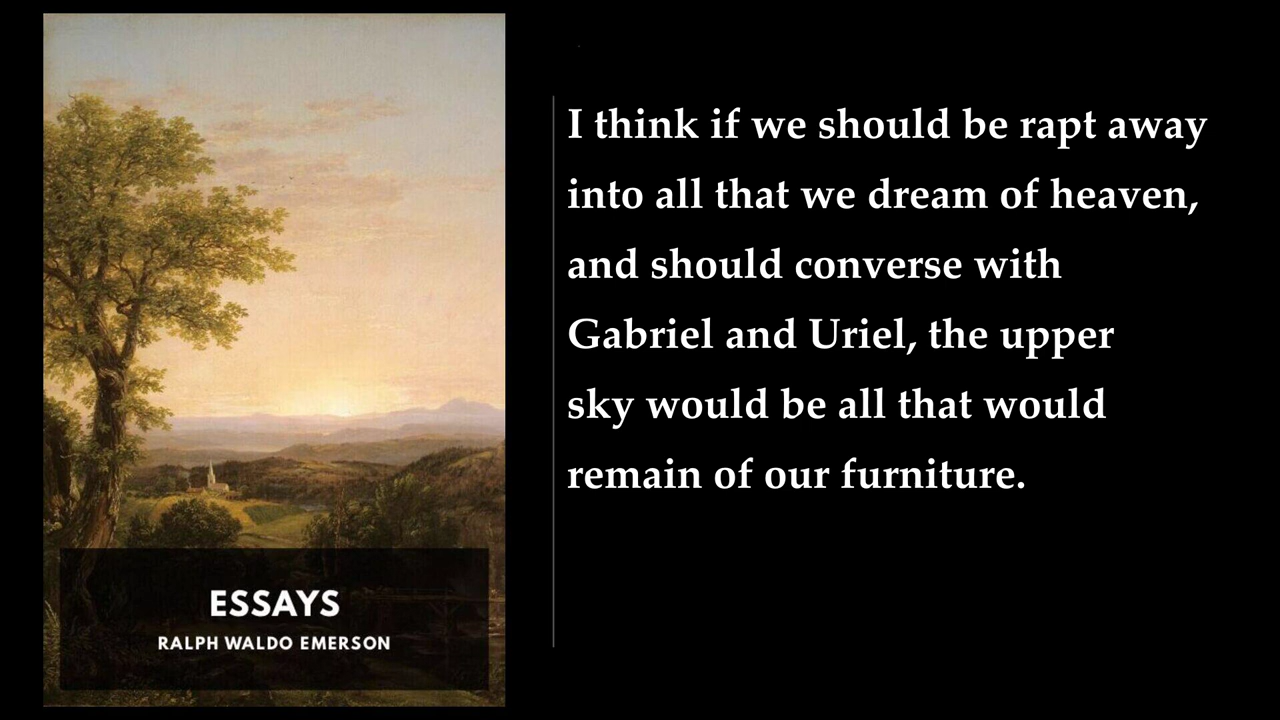 ESSAYS
RALPH WALDO EMERSON
I think if we should be rapt away
into all that we dream of heaven,
and should converse with
Gabriel and Uriel, the upper
sky would be all that would
remain of our furniture.